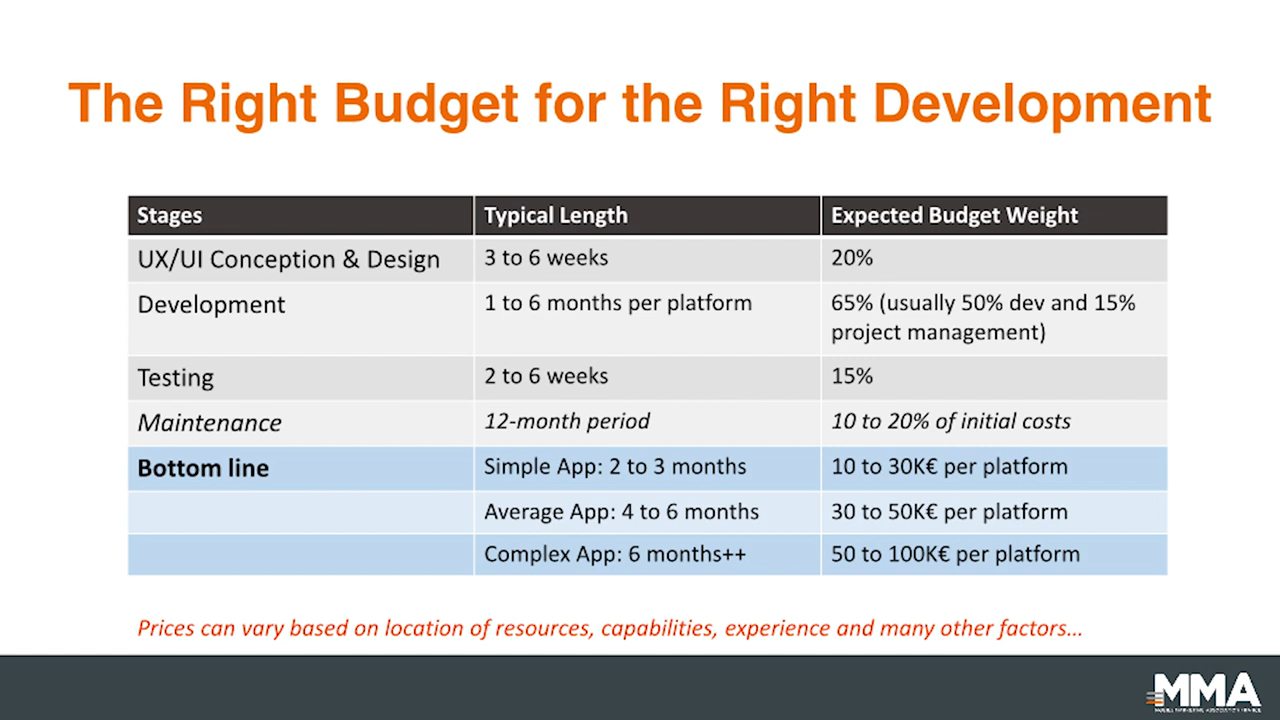 The Right Budget for the Right Development
Stages Typical Length Expected Budget Weight
UX/UI Conception & Design 3 to 6 weeks 20%
Development 1 to 6 months per platform 65% (usually 50% dev and 15%
project management)
Testing 2 to 6 weeks 15%
Maintenance 12-month period 10 to 20% of initial costs
Bottom line Simple App: 2 to 3 months 10 to 30K€ per platform
Average App: 4 to 6 months 30 to 50K€ per platform
Complex App: 6 months++ 50 to 100K€ per platform
Prices can vary based on location of resources, capabilities, experience and many other factors…
MMA
MOBILE MARKETING ASSOCIATION FRANCE